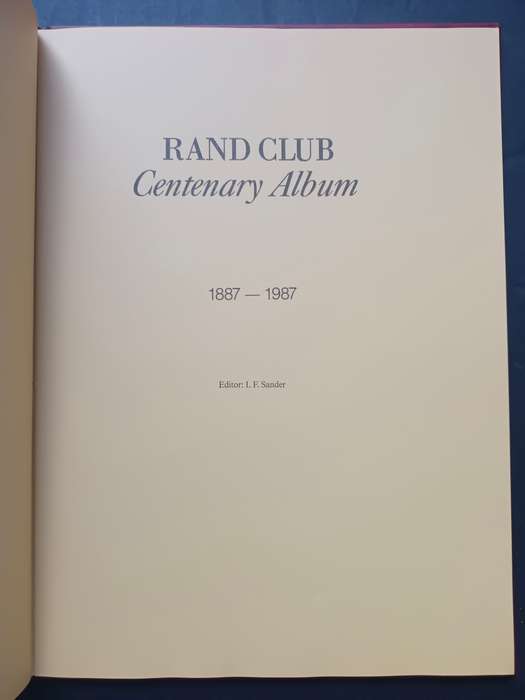 RAND CLUB
Centenary Album
1887 — 1987
Editor: I. F. Sander